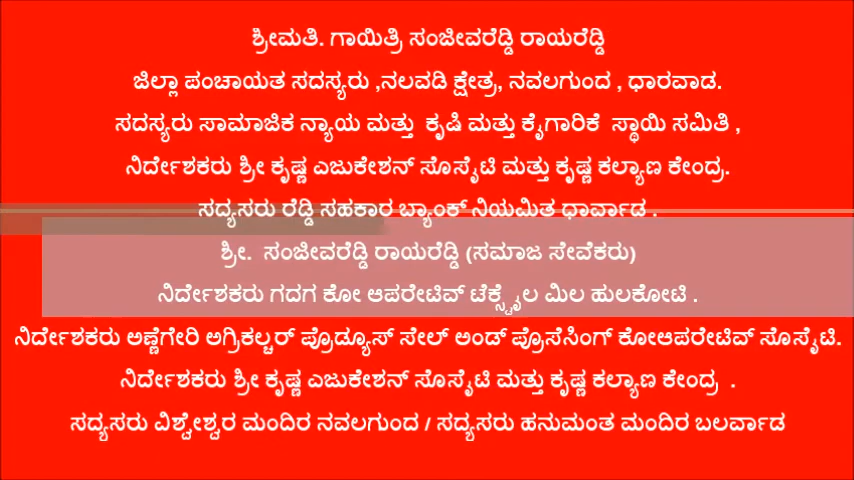 ಶ್ರೀಮತಿ. ಗಾಯಿತ್ರಿ ಸಂಜೀವರೆಡ್ಡಿ ರಾಯರೆಡ್ಡಿ
ಜಿಲ್ಲಾ ಪಂಚಾಯತ ಸದಸ್ಯರು ,ನಲವಡಿ ಕ್ಷೇತ್ರ, ನವಲಗುಂದ , ಧಾರವಾಡ.
ಸದಸ್ಯರು ಸಾಮಾಜಿಕ ನ್ಯಾಯ ಮತ್ತು ಕೃಷಿ ಮತ್ತು ಕೈಗಾರಿಕೆ ಸ್ಥಾಯಿ ಸಮಿತಿ ,
ನಿರ್ದೇಶಕರು ಶ್ರೀ ಕೃಷ್ಣ ಎಜುಕೇಶನ್ ಸೊಸೈಟಿ ಮತ್ತು ಕೃಷ್ಣ ಕಲ್ಯಾಣ ಕೇಂದ್ರ.
ಸದ್ಯಸರು ರೆಡ್ಡಿ ಸಹಕಾರ ಬ್ಯಾಂಕ್ ನಿಯಮಿತ ಧಾರ್ವಾಡ .
ಶ್ರೀ. ಸಂಜೀವರೆಡ್ಡಿ ರಾಯರೆಡ್ಡಿ (ಸಮಾಜ ಸೇವೆಕರು)
ನಿರ್ದೇಶಕರು ಗದಗ ಕೋ ಆಪರೇಟಿವ್ ಟೆಕ್ಸ್ಟೈಲ ಮಿಲ ಹುಲಕೋಟಿ .
ನಿರ್ದೇಶಕರು ಅಣ್ಣಿಗೇರಿ ಅಗ್ರಿಕಲ್ಚರ್ ಪ್ರೊಡ್ಯೂಸ್ ಸೇಲ್ ಅಂಡ್ ಪ್ರೊಸೆಸಿಂಗ್ ಕೋಆಪರೇಟಿವ್ ಸೊಸೈಟಿ.
ನಿರ್ದೇಶಕರು ಶ್ರೀ ಕೃಷ್ಣ ಎಜುಕೇಶನ್ ಸೊಸೈಟಿ ಮತ್ತು ಕೃಷ್ಣ ಕಲ್ಯಾಣ ಕೇಂದ್ರ .
ಸದ್ಯಸರು ವಿಶ್ವೇಶ್ವರ ಮಂದಿರ ನವಲಗುಂದ / ಸದ್ಯಸರು ಹನುಮಂತ ಮಂದಿರ ಬಲರ್ವಾಡ